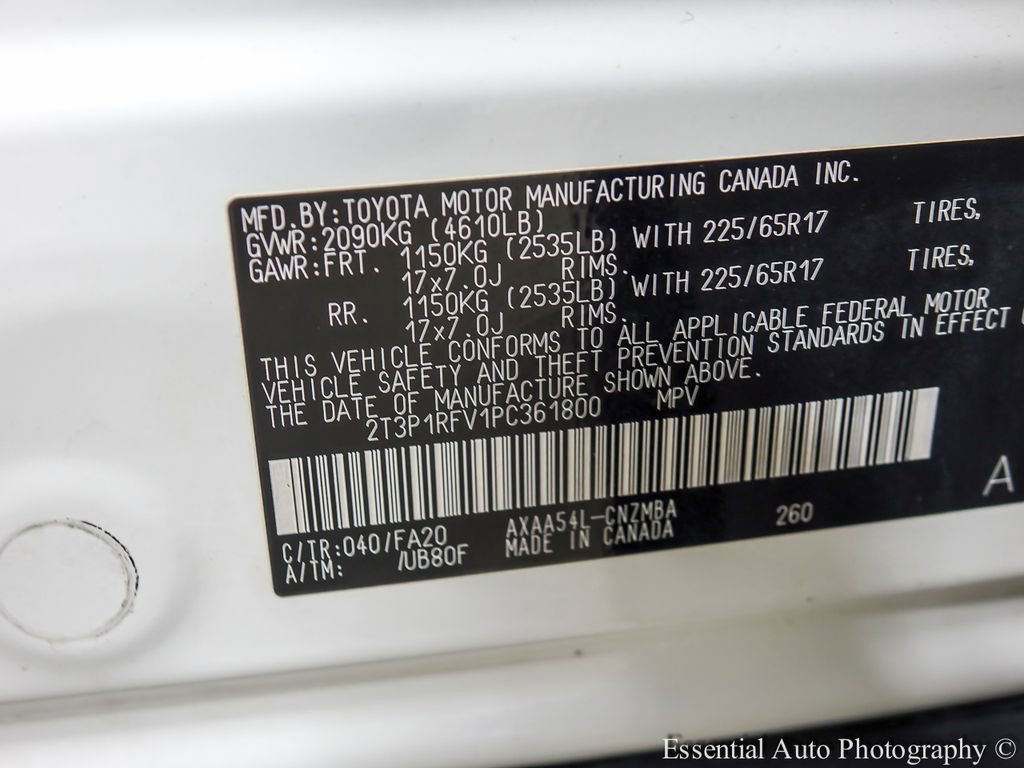 MFD.BY:TOYOTA MOTOR MANUFACTURING CANADA INC.
GVWR:2090KG (4610LB)
GAWR:FRT. 1150KG (2535LB) WITH 225/65R17 TIRES,
17x7.0J RIMS.
RR. 1150KG (2535LB) WITH 225/65R17 TIRES,
17x7.0J RIMS.
THIS VEHICLE CONFORMS TO ALL APPLICABLE FEDERAL MOTOR
VEHICLE SAFETY AND THEFT PREVENTION STANDARDS IN EFFECT
THE DATE OF MANUFACTURE SHOWN ABOVE.
2T3P1RFV1PC361800 MPV
C/TR:040/FA20 AXAA54L-CNZMBA 260 A
A/TM: /UB80F MADE IN CANADA
Essential Auto Photography ©